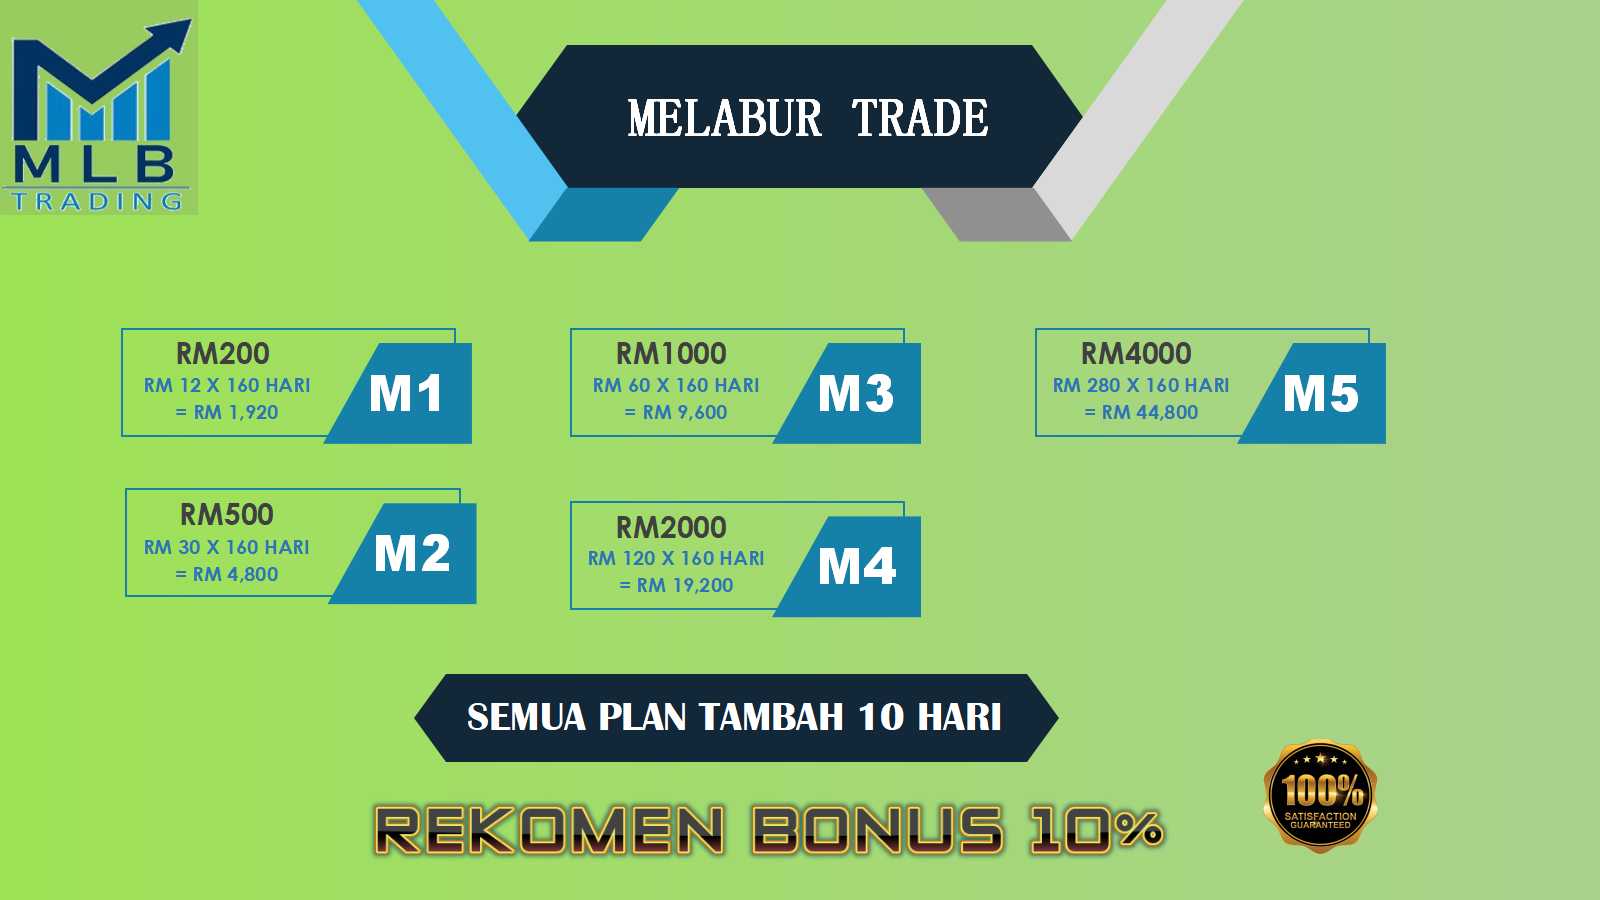 MLB
TRADING
MELABUR TRADE
RM200
RM 12 X 160 HARI
= RM 1,920
M1
RM1000
RM 60 X 160 HARI
= RM 9,600
M3
RM4000
RM 280 X 160 HARI
= RM 44,800
M5
RM500
RM 30 X 160 HARI
= RM 4,800
M2
RM2000
RM 120 X 160 HARI
= RM 19,200
M4
SEMUA PLAN TAMBAH 10 HARI
REKOMEN BONUS 10%
100%
SATISFACTION
GUARANTEED